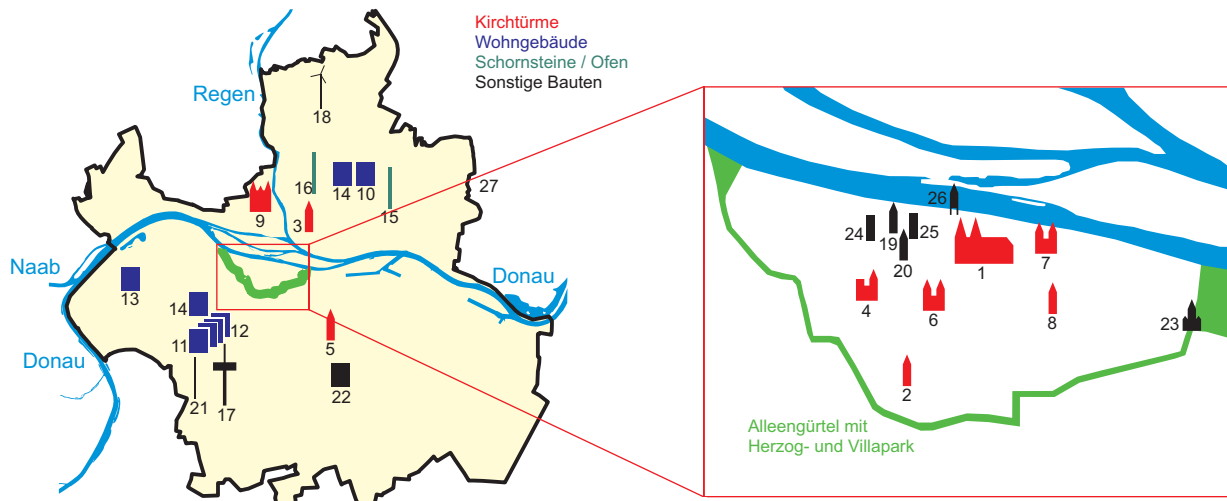 Kirchtürme
Wohngebäude
Schornsteine / Ofen
Sonstige Bauten
Regen
18
16
14
10
15
27
9
3
Naab
13
14
12
11
Donau
5
Donau
21
17
22
26
24
19
25
20
1
7
4
6
8
23
2
Alleengürtel mit
Herzog- und Villapark